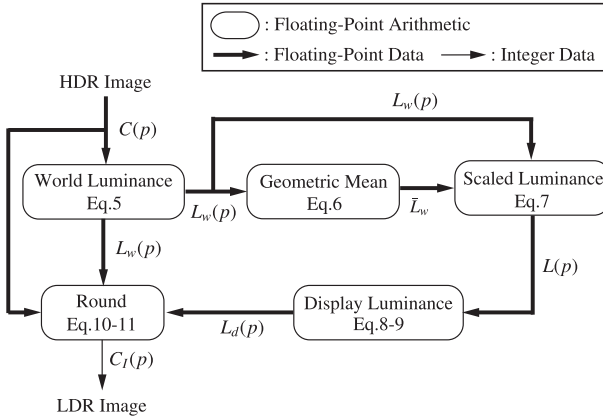 : Floating-Point Arithmetic
: Floating-Point Data : Integer Data
HDR Image
C(p)
L_w(p)
World Luminance
Eq.5
L_w(p)
Geometric Mean
Eq.6
L̄_w
Scaled Luminance
Eq.7
L_w(p)
L(p)
Round
Eq.10-11
L_d(p)
Display Luminance
Eq.8-9
C_I(p)
LDR Image